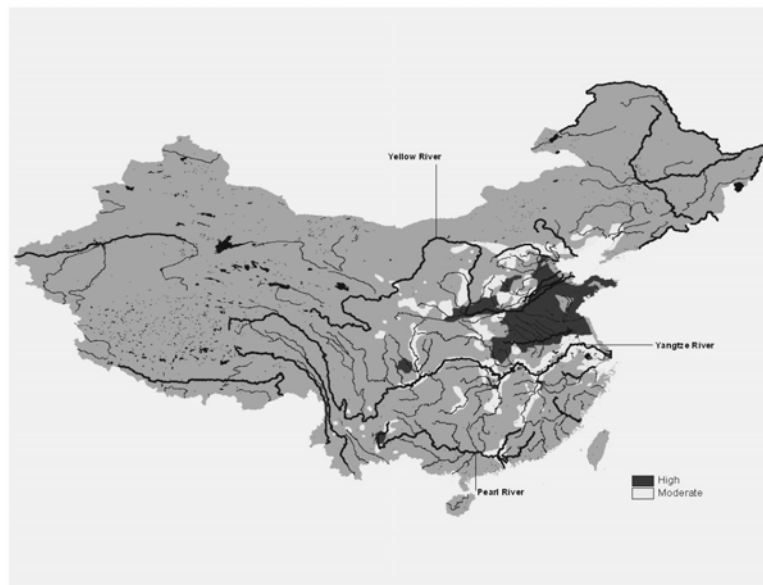 Yellow River
Yangtze River
High
Moderate
Pearl River